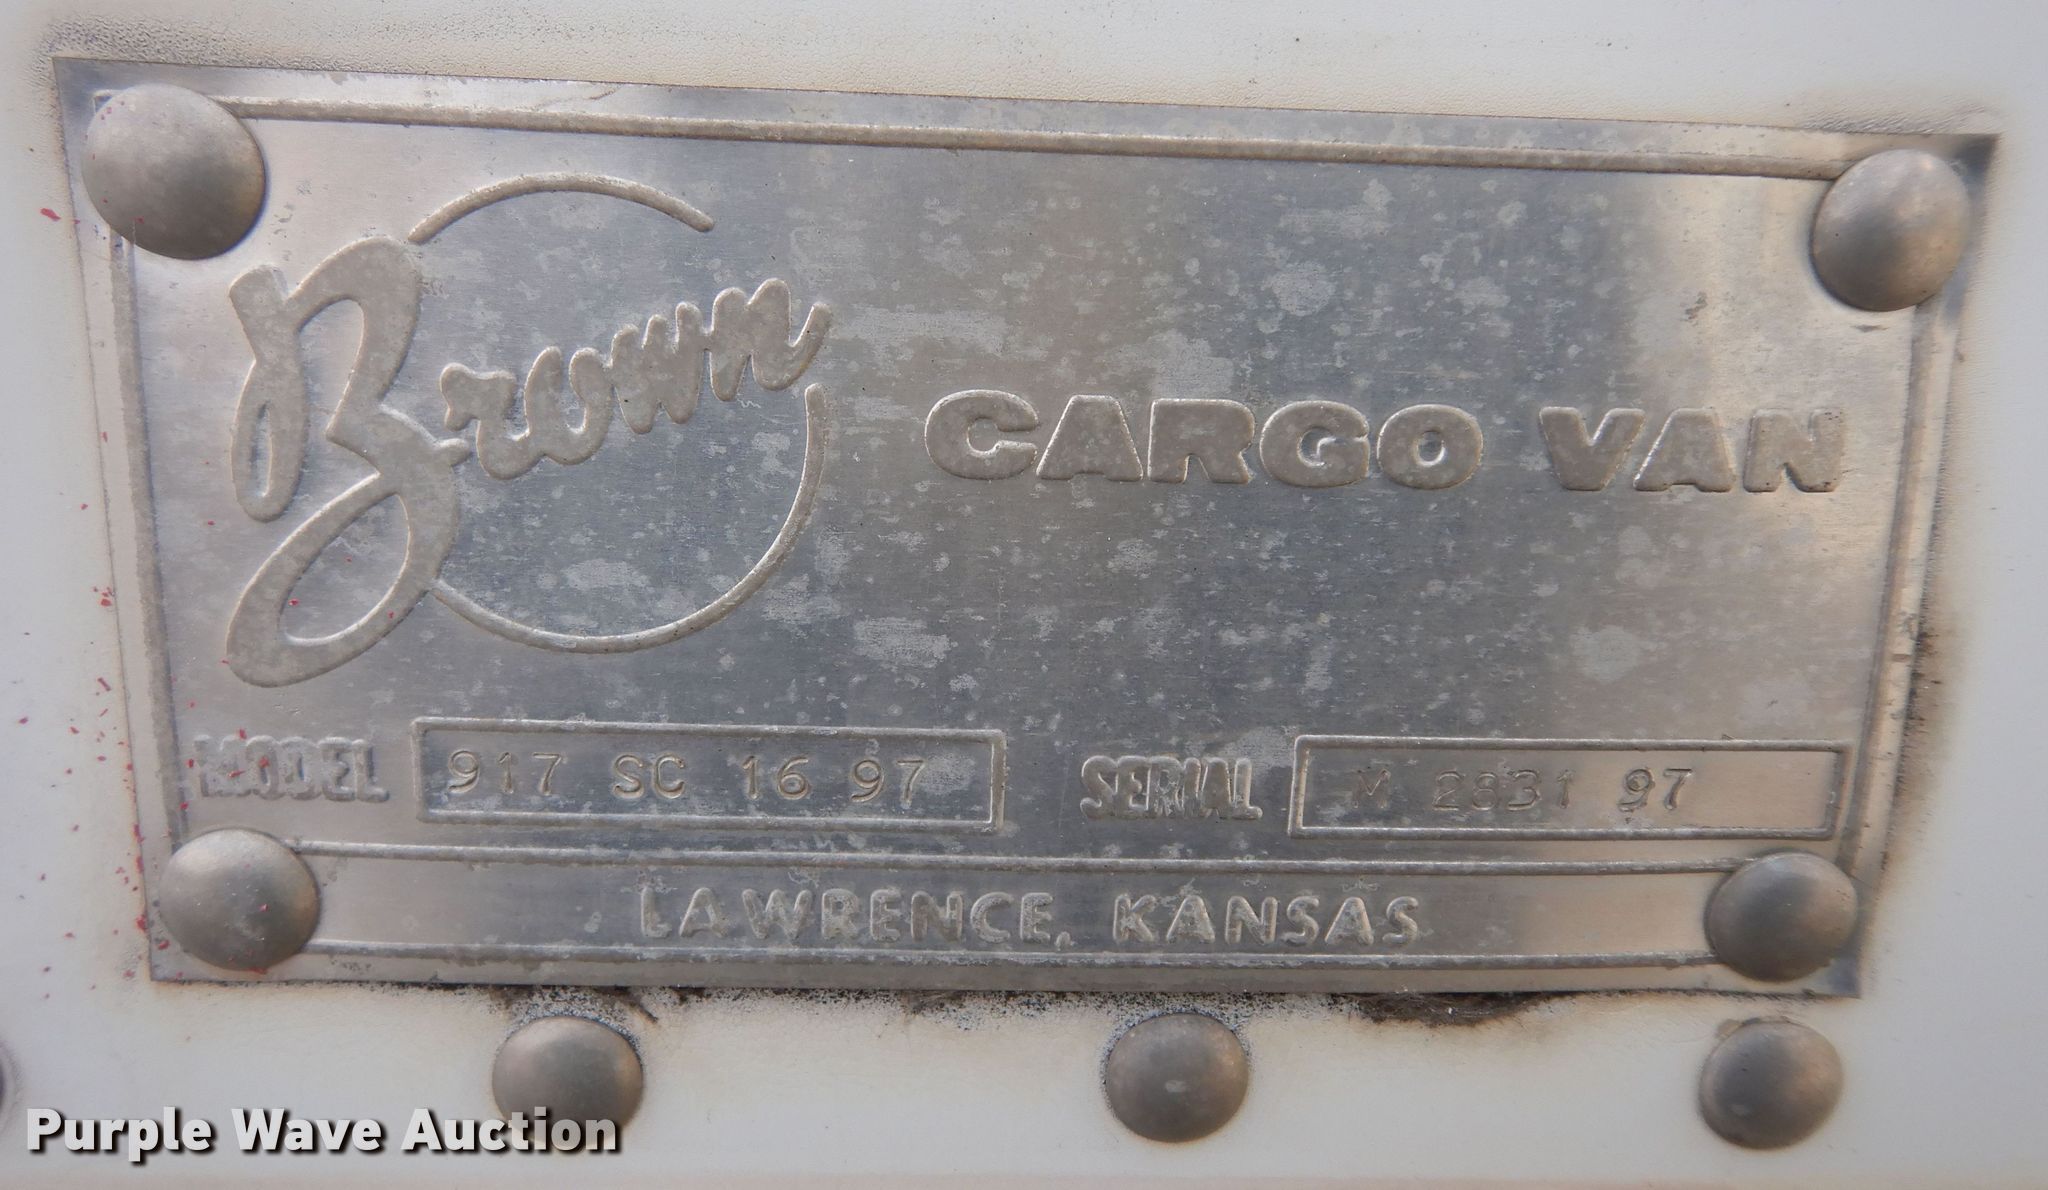 Brown CARGO VAN
MODEL 917 SC 16 97 SERIAL M 2831 97
LAWRENCE, KANSAS
Purple Wave Auction